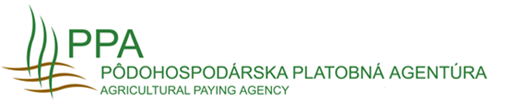 PPA
PÔDOHOSPODÁRSKA PLATOBNÁ AGENTÚRA
AGRICULTURAL PAYING AGENCY